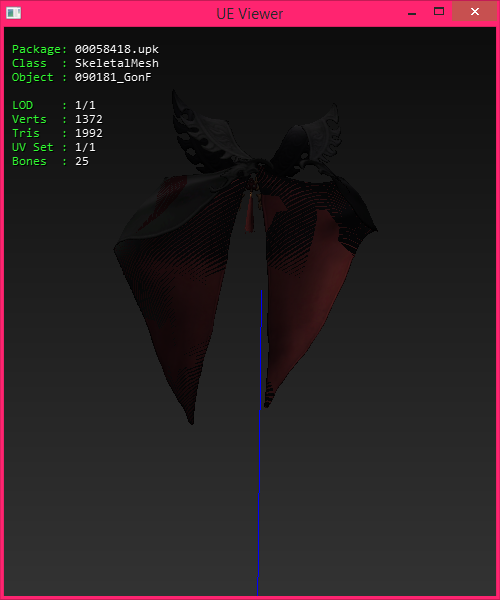 UE Viewer
Package: 00058418.upk
Class  : SkeletalMesh
Object : 090181_GonF
LOD    : 1/1
Verts  : 1372
Tris   : 1992
UV Set : 1/1
Bones  : 25